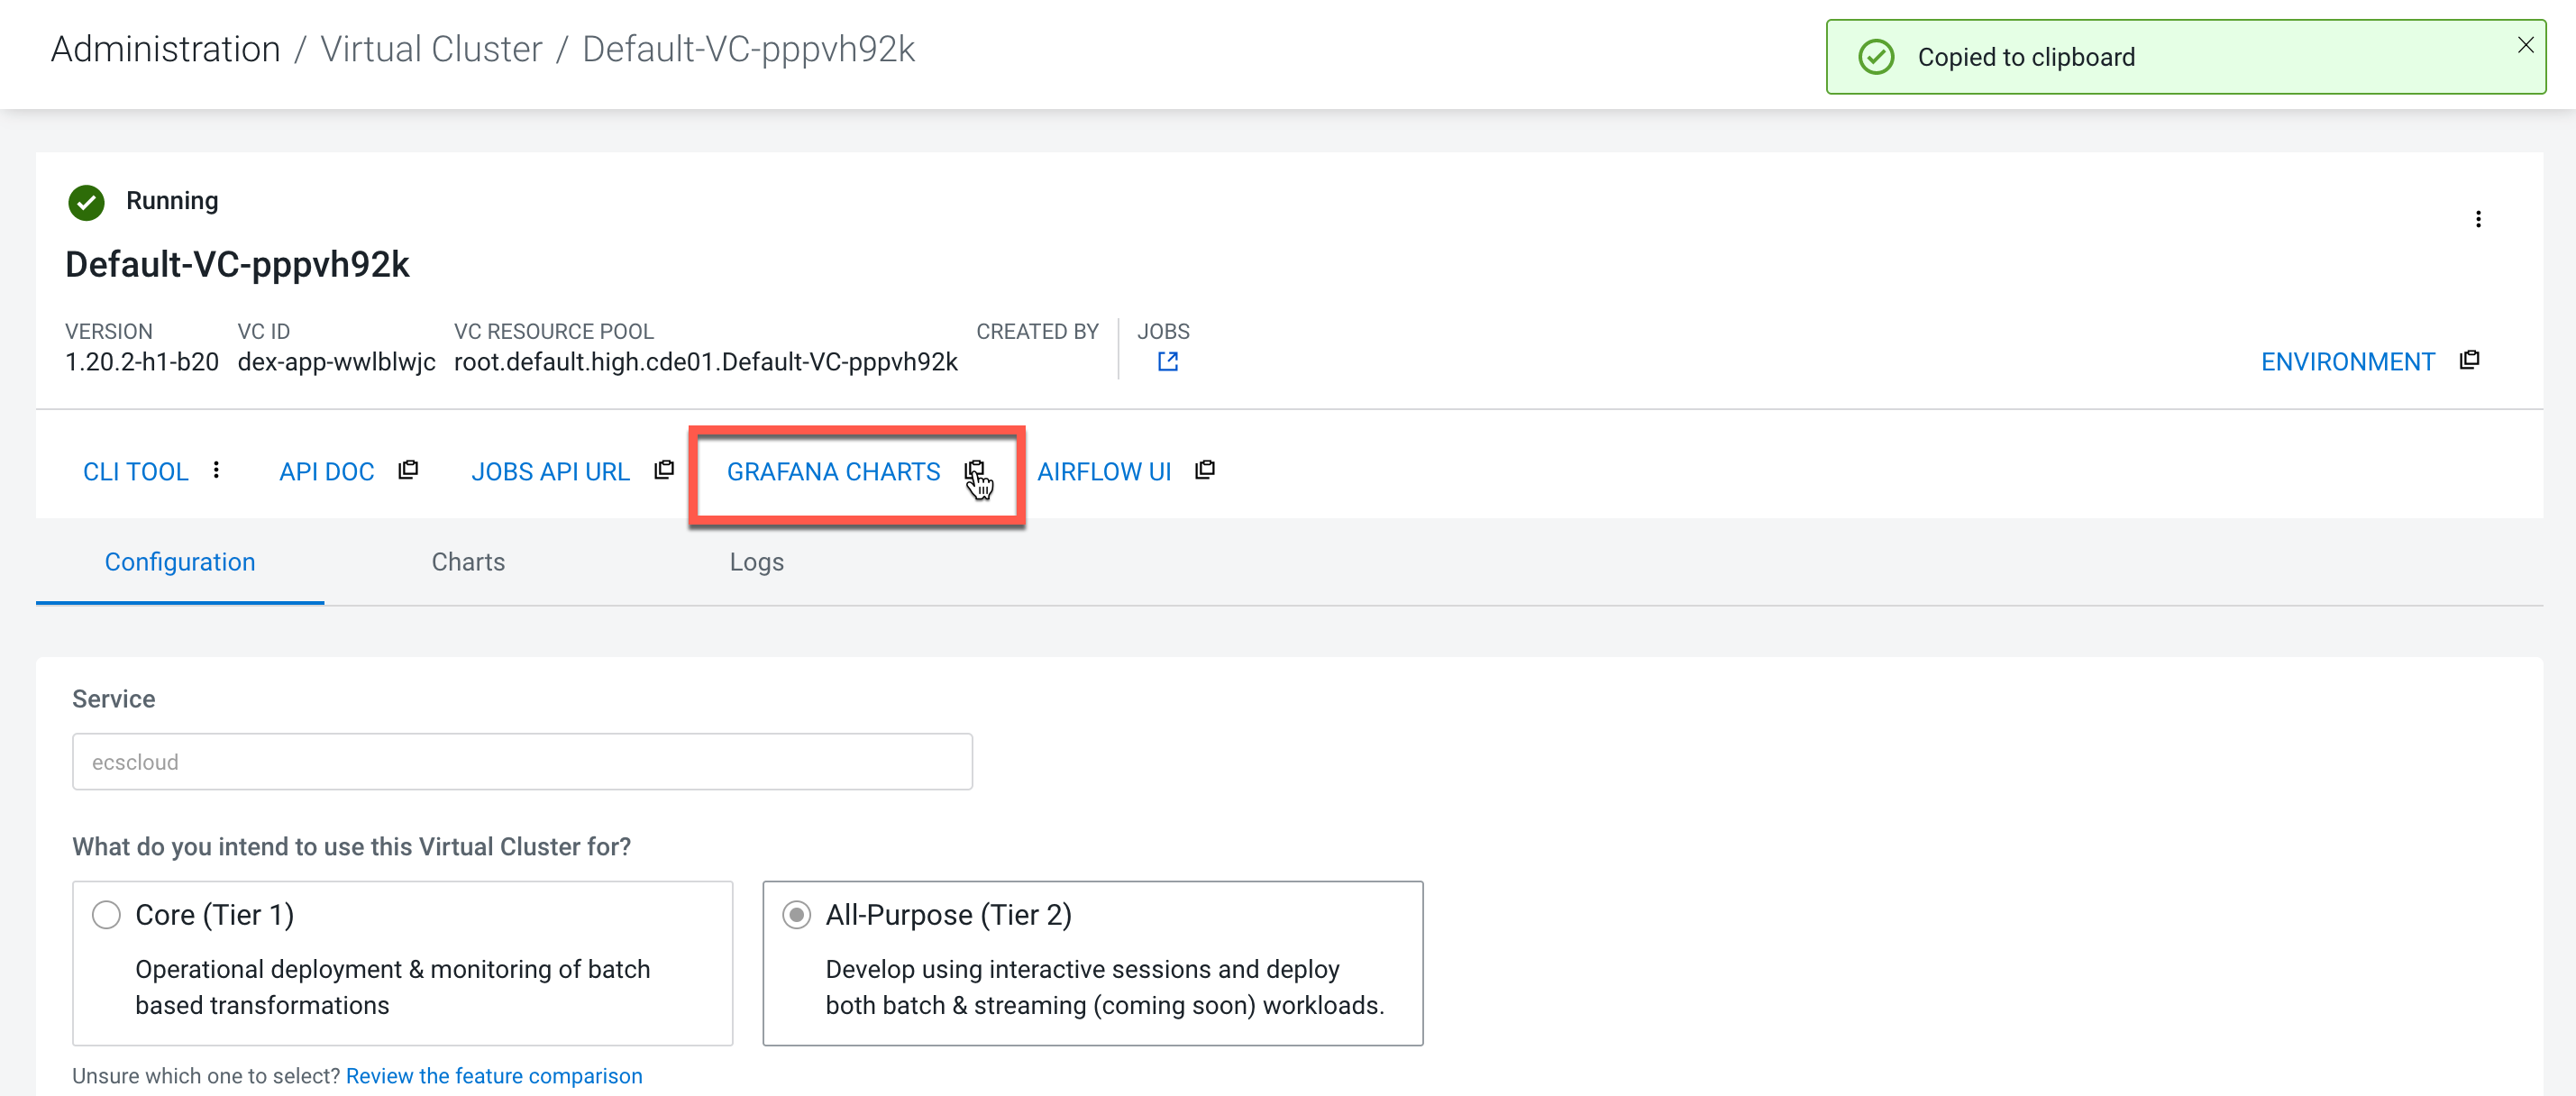 Administration / Virtual Cluster / Default-VC-pppvh92k
Copied to clipboard
Running
Default-VC-pppvh92k
VERSION VC ID VC RESOURCE POOL CREATED BY JOBS
1.20.2-h1-b20 dex-app-wwlblwjc root.default.high.cde01.Default-VC-pppvh92k ENVIRONMENT
CLI TOOL API DOC JOBS API URL GRAFANA CHARTS AIRFLOW UI
Configuration Charts Logs
Service
ecscloud
What do you intend to use this Virtual Cluster for?
Core (Tier 1)
Operational deployment & monitoring of batch
based transformations
All-Purpose (Tier 2)
Develop using interactive sessions and deploy
both batch & streaming (coming soon) workloads.
Unsure which one to select? Review the feature comparison